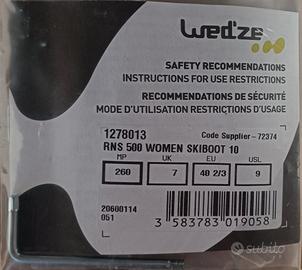 Wed'ze
SAFETY RECOMMENDATIONS
INSTRUCTIONS FOR USE RESTRICTIONS
RECOMMENDATIONS DE SÉCURITÉ
MODE D'UTILISATION RESTRICTIONS D'USAGE
1278013 Code Supplier - 72374
RNS 500 WOMEN SKIBOOT 10
MP UK EU USL
260 7 40 2/3 9
20600114
051
3 583783 019058
subito